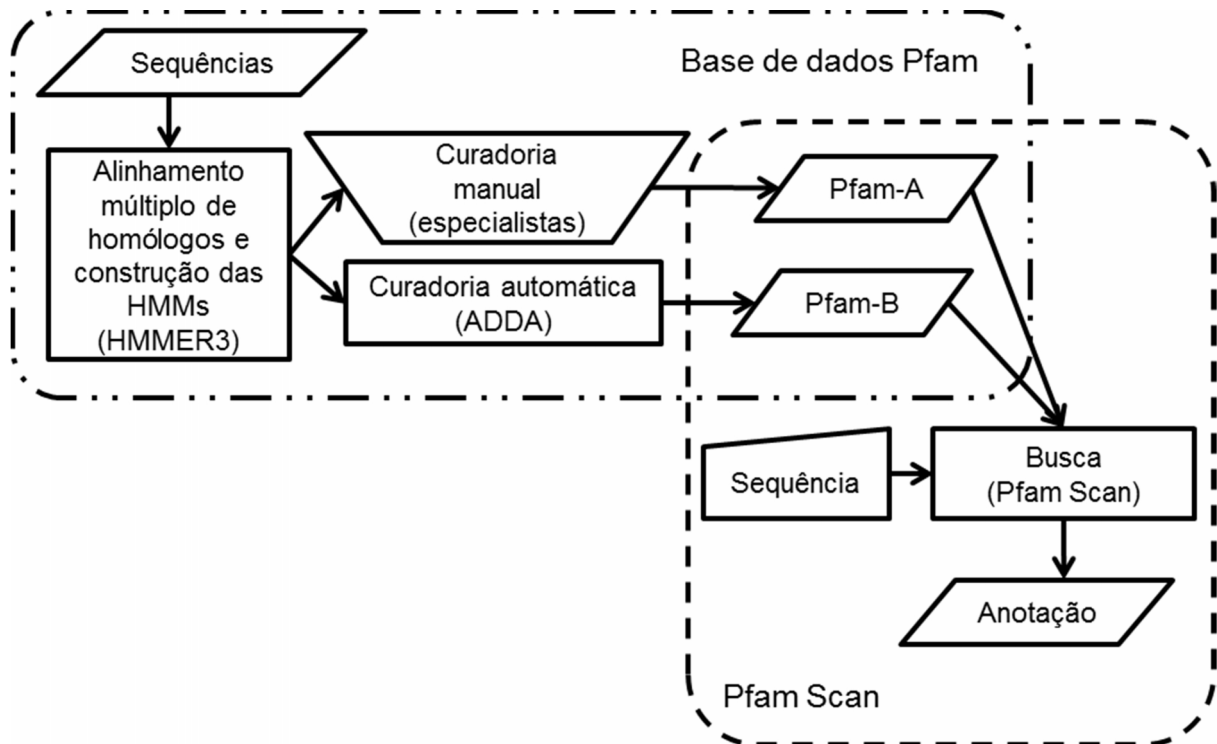 Sequências
Base de dados Pfam
Alinhamento
múltiplo de
homólogos e
construção das
HMMs
(HMMER3)
Curadoria
manual
(especialistas)
Curadoria automática
(ADDA)
Pfam-A
Pfam-B
Sequência
Busca
(Pfam Scan)
Anotação
Pfam Scan